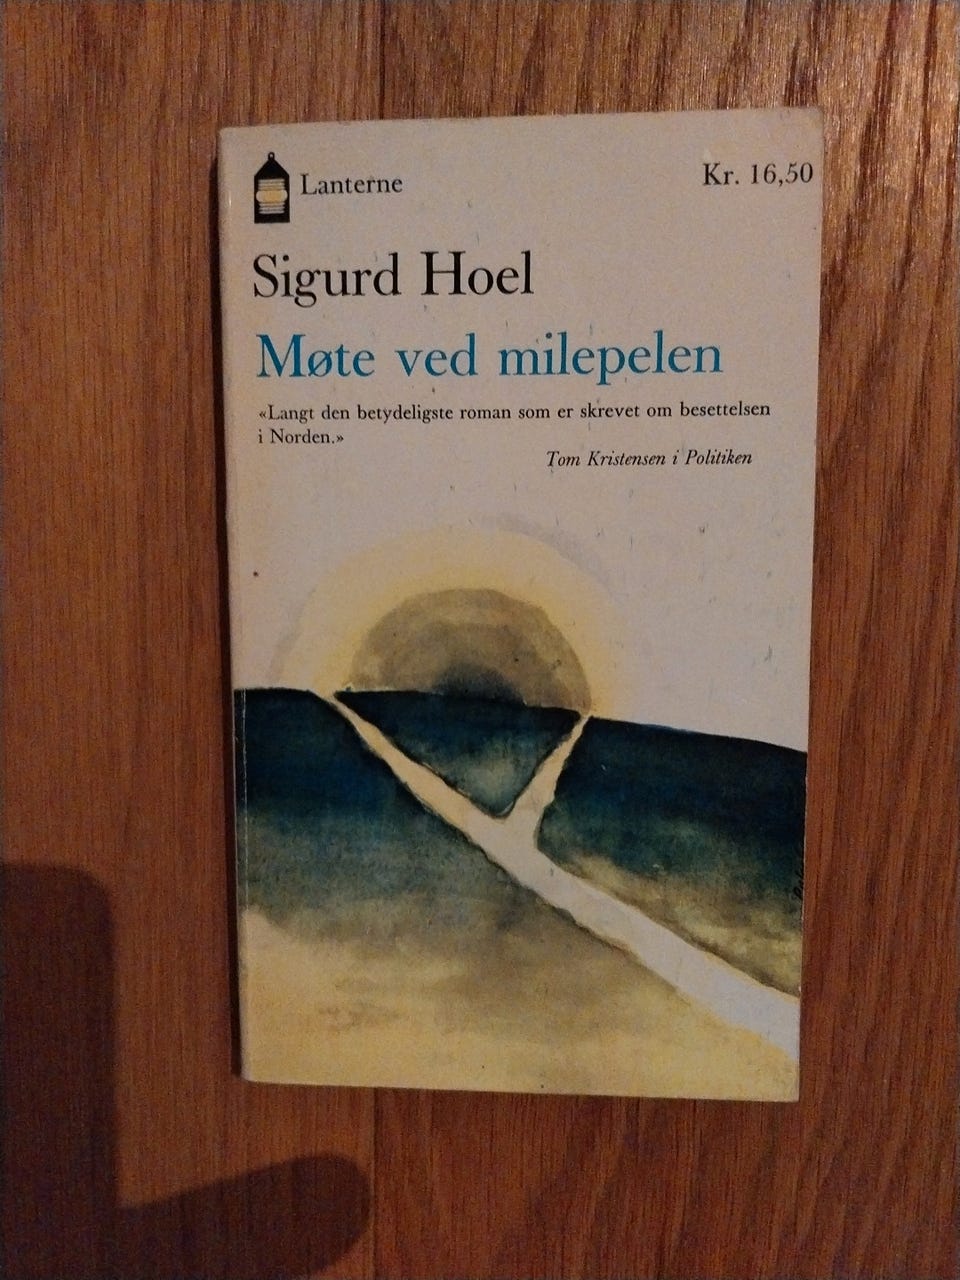 Lanterne
Kr. 16,50
Sigurd Hoel
Møte ved milepelen
«Langt den betydeligste roman som er skrevet om besettelsen
i Norden.»
Tom Kristensen i Politiken